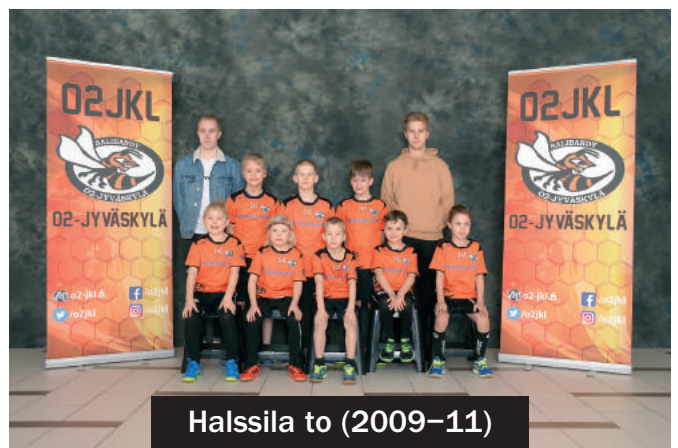 O2JKL
SALIBANDY
O2-JYVÄSKYLÄ
O2-JYVÄSKYLÄ
o2-jkl.fi
/o2jkl
/o2jkl
/o2jkl
O2JKL
SALIBANDY
O2-JYVÄSKYLÄ
O2-JYVÄSKYLÄ
o2-jkl.fi
/o2jkl
/o2jkl
/o2jkl
Halssila to (2009–11)